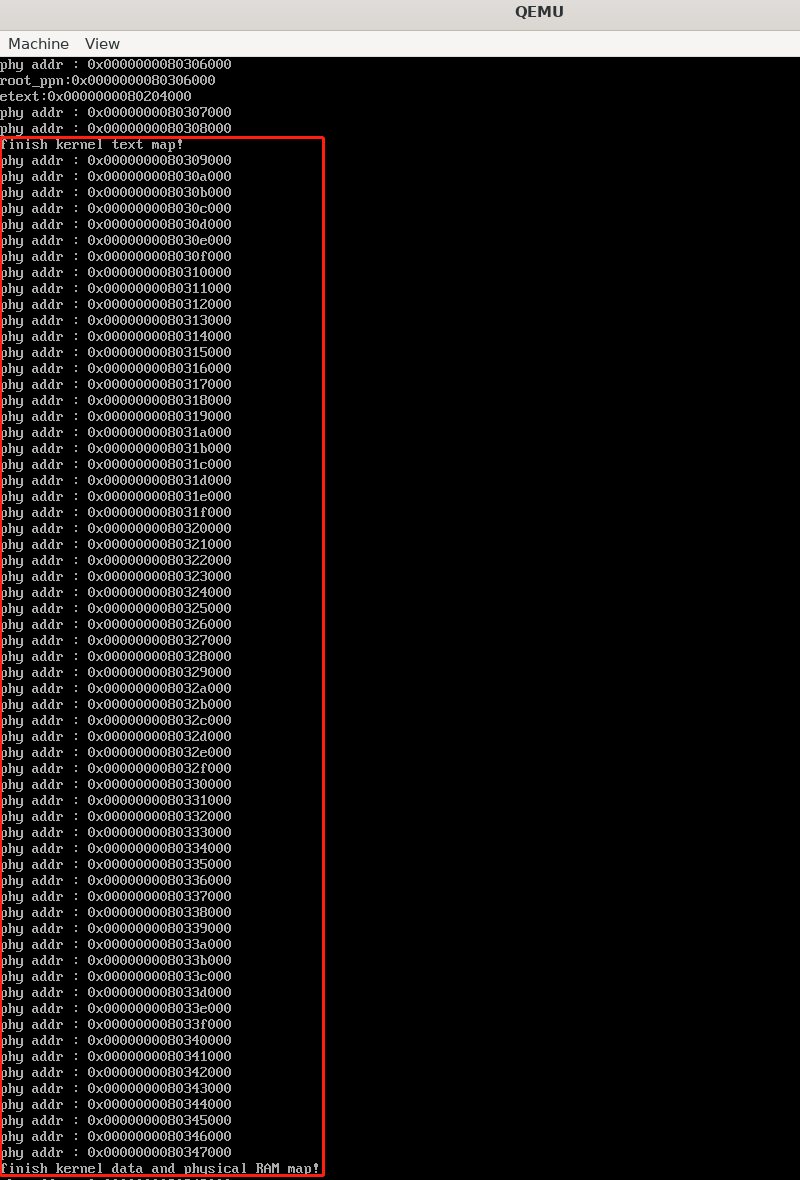 QEMU
Machine View
phy addr : 0x0000000080306000
root_ppn:0x0000000080306000
etext:0x0000000080204000
phy addr : 0x0000000080307000
phy addr : 0x0000000080308000
finish kernel text map!
phy addr : 0x0000000080309000
phy addr : 0x000000008030a000
phy addr : 0x000000008030b000
phy addr : 0x000000008030c000
phy addr : 0x000000008030d000
phy addr : 0x000000008030e000
phy addr : 0x000000008030f000
phy addr : 0x0000000080310000
phy addr : 0x0000000080311000
phy addr : 0x0000000080312000
phy addr : 0x0000000080313000
phy addr : 0x0000000080314000
phy addr : 0x0000000080315000
phy addr : 0x0000000080316000
phy addr : 0x0000000080317000
phy addr : 0x0000000080318000
phy addr : 0x0000000080319000
phy addr : 0x000000008031a000
phy addr : 0x000000008031b000
phy addr : 0x000000008031c000
phy addr : 0x000000008031d000
phy addr : 0x000000008031e000
phy addr : 0x000000008031f000
phy addr : 0x0000000080320000
phy addr : 0x0000000080321000
phy addr : 0x0000000080322000
phy addr : 0x0000000080323000
phy addr : 0x0000000080324000
phy addr : 0x0000000080325000
phy addr : 0x0000000080326000
phy addr : 0x0000000080327000
phy addr : 0x0000000080328000
phy addr : 0x0000000080329000
phy addr : 0x000000008032a000
phy addr : 0x000000008032b000
phy addr : 0x000000008032c000
phy addr : 0x000000008032d000
phy addr : 0x000000008032e000
phy addr : 0x000000008032f000
phy addr : 0x0000000080330000
phy addr : 0x0000000080331000
phy addr : 0x0000000080332000
phy addr : 0x0000000080333000
phy addr : 0x0000000080334000
phy addr : 0x0000000080335000
phy addr : 0x0000000080336000
phy addr : 0x0000000080337000
phy addr : 0x0000000080338000
phy addr : 0x0000000080339000
phy addr : 0x000000008033a000
phy addr : 0x000000008033b000
phy addr : 0x000000008033c000
phy addr : 0x000000008033d000
phy addr : 0x000000008033e000
phy addr : 0x000000008033f000
phy addr : 0x0000000080340000
phy addr : 0x0000000080341000
phy addr : 0x0000000080342000
phy addr : 0x0000000080343000
phy addr : 0x0000000080344000
phy addr : 0x0000000080345000
phy addr : 0x0000000080346000
phy addr : 0x0000000080347000
finish kernel data and physical RAM map!